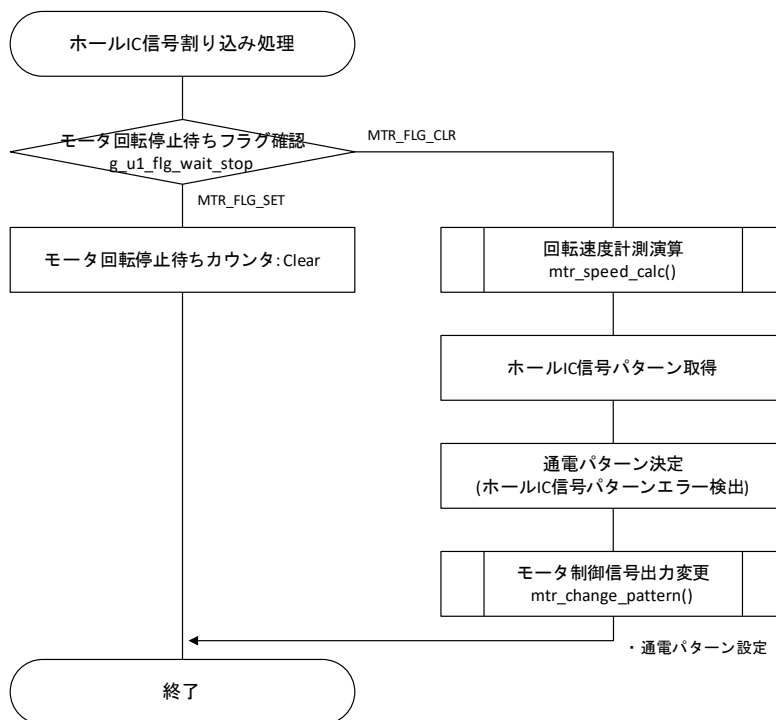 ホールIC信号割り込み処理
モータ回転停止待ちフラグ確認
g_u1_flg_wait_stop
MTR_FLG_CLR
MTR_FLG_SET
モータ回転停止待ちカウンタ: Clear
回転速度計測演算
mtr_speed_calc()
ホールIC信号パターン取得
通電パターン決定
(ホールIC信号パターンエラー検出)
モータ制御信号出力変更
mtr_change_pattern()
・通電パターン設定
終了